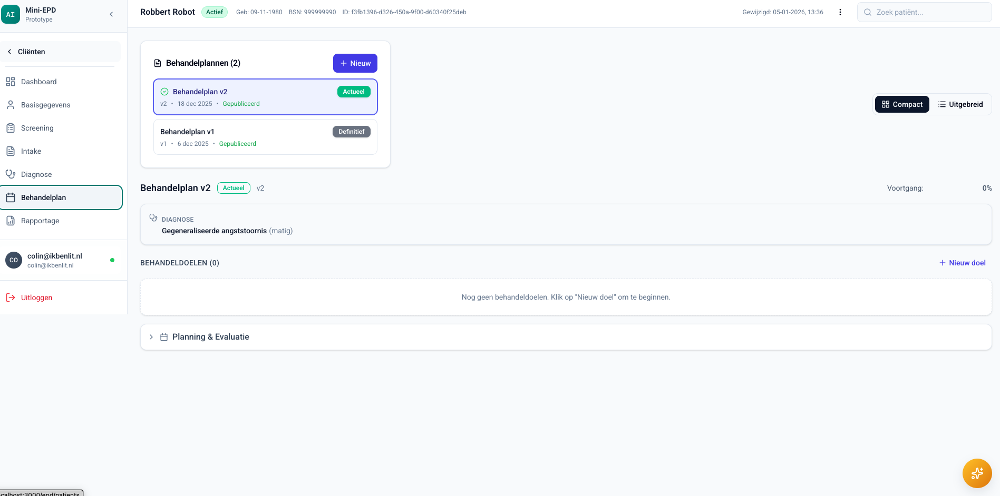 AI
Mini-EPD
Prototype
Cliënten
Dashboard
Basisgegevens
Screening
Intake
Diagnose
Behandelplan
Rapportage
CO
colin@ikbenlit.nl
colin@ikbenlit.nl
Uitloggen
Robbert Robot Actief Geb: 09-11-1980 BSN: 999999990 ID: f3fb1396-d326-450a-9f00-d60340f25deb
Gewijzigd: 05-01-2026, 13:36
Zoek patiënt...
Behandelplannen (2)
Nieuw
Behandelplan v2 Actueel
v2 • 18 dec 2025 • Gepubliceerd
Behandelplan v1 Definitief
v1 • 6 dec 2025 • Gepubliceerd
Compact Uitgebreid
Behandelplan v2 Actueel v2
Voortgang: 0%
DIAGNOSE
Gegeneraliseerde angststoornis (matig)
BEHANDELDOELEN (0)
Nieuw doel
Nog geen behandeldoelen. Klik op "Nieuw doel" om te beginnen.
Planning & Evaluatie